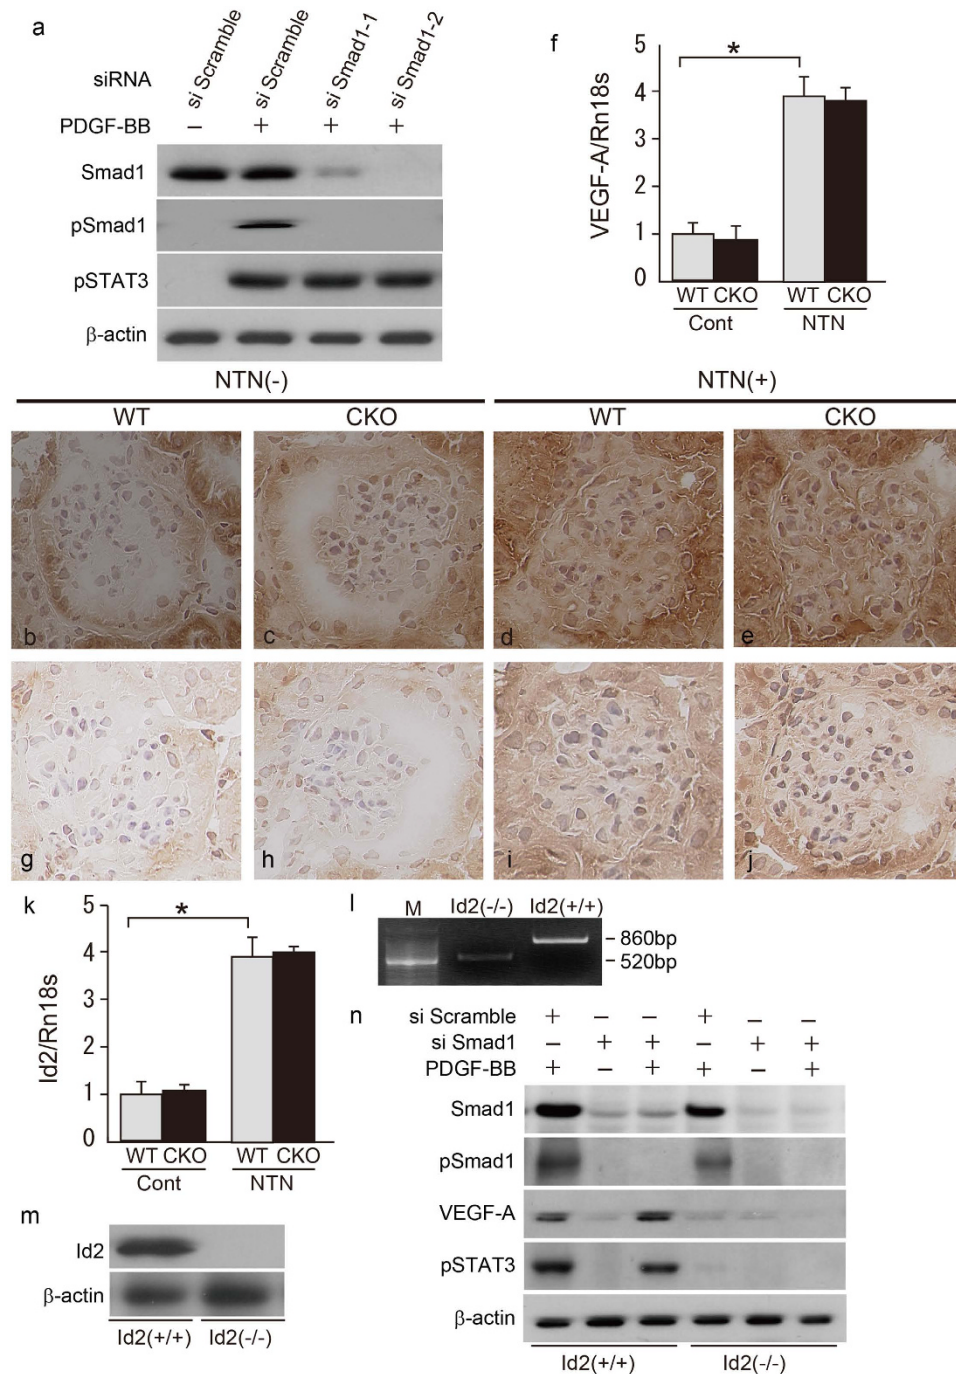 a
siRNA
si Scramble
si Scramble
si Smad1-1
si Smad1-2
PDGF-BB − + + +
Smad1
pSmad1
pSTAT3
β-actin
f
VEGF-A/Rn18s
5
4
3
2
1
0
WT CKO WT CKO
Cont NTN
NTN(-) NTN(+)
WT CKO WT CKO
b c d e
g h i j
k
Id2/Rn18s
5
4
3
2
1
0
*
WT CKO WT CKO
Cont NTN
*
l
M Id2(-/-) Id2(+/+)
860bp
520bp
m
Id2
β-actin
Id2(+/+) Id2(-/-)
n
si Scramble + − − + − −
si Smad1 − + + − + +
PDGF-BB + − + + − +
Smad1
pSmad1
VEGF-A
pSTAT3
β-actin
Id2(+/+) Id2(-/-)